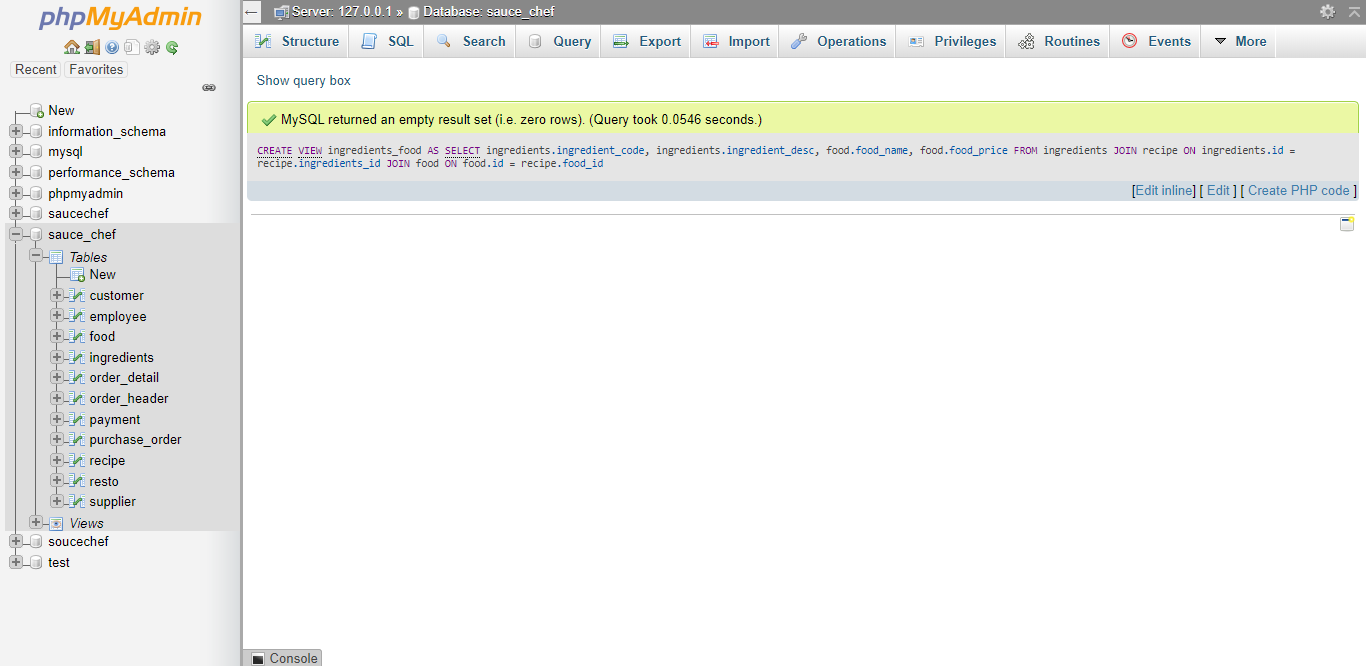 phpMyAdmin
Recent Favorites
New
information_schema
mysql
performance_schema
phpmyadmin
saucechef
sauce_chef
Tables
New
customer
employee
food
ingredients
order_detail
order_header
payment
purchase_order
recipe
resto
supplier
Views
soucechef
test
Server: 127.0.0.1 » Database: sauce_chef
Structure SQL Search Query Export Import Operations Privileges Routines Events More
Show query box
MySQL returned an empty result set (i.e. zero rows). (Query took 0.0546 seconds.)
CREATE VIEW ingredients_food AS SELECT ingredients.ingredient_code, ingredients.ingredient_desc, food.food_name, food.food_price FROM ingredients JOIN recipe ON ingredients.id =
recipe.ingredients_id JOIN food ON food.id = recipe.food_id
[Edit inline] [ Edit ] [ Create PHP code ]
Console